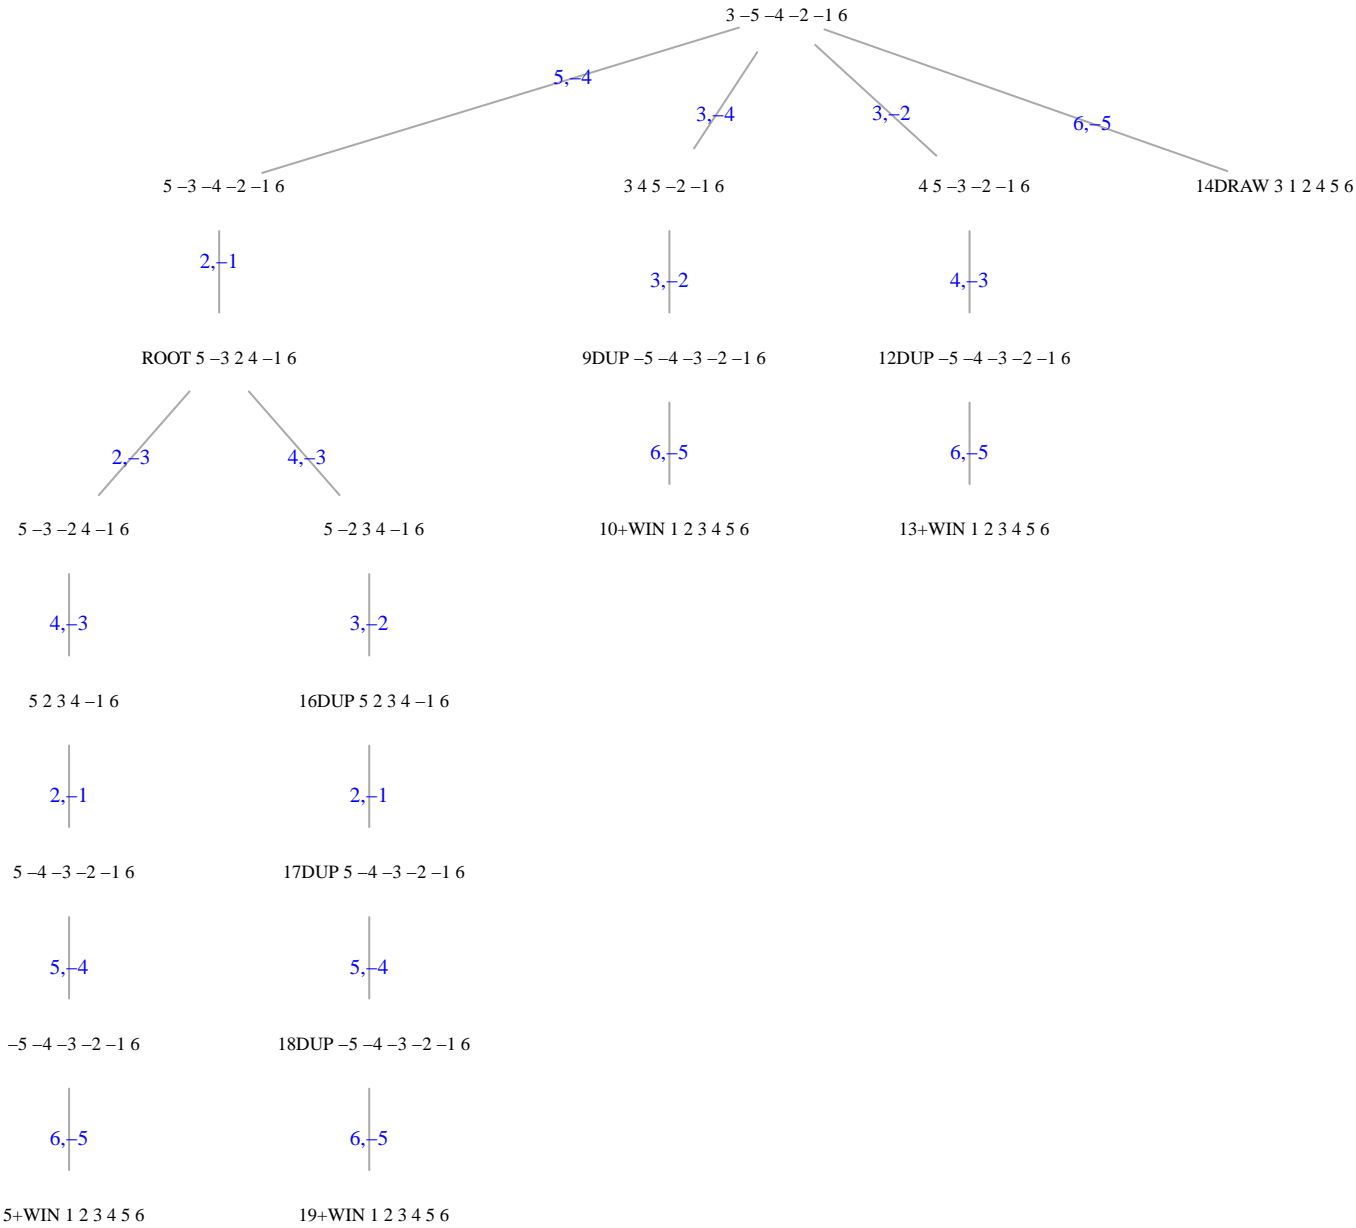 3 –5 –4 –2 –1 6
5,–4
3,–4
3,–2
6,–5
5 –3 –4 –2 –1 6
3 4 5 –2 –1 6
4 5 –3 –2 –1 6
14DRAW 3 1 2 4 5 6
2,–1
3,–2
4,–3
ROOT 5 –3 2 4 –1 6
9DUP –5 –4 –3 –2 –1 6
12DUP –5 –4 –3 –2 –1 6
2,–3
4,–3
6,–5
6,–5
5 –3 –2 4 –1 6
5 –2 3 4 –1 6
10+WIN 1 2 3 4 5 6
13+WIN 1 2 3 4 5 6
4,–3
3,–2
5 2 3 4 –1 6
16DUP 5 2 3 4 –1 6
2,–1
2,–1
5 –4 –3 –2 –1 6
17DUP 5 –4 –3 –2 –1 6
5,–4
5,–4
–5 –4 –3 –2 –1 6
18DUP –5 –4 –3 –2 –1 6
6,–5
6,–5
5+WIN 1 2 3 4 5 6
19+WIN 1 2 3 4 5 6